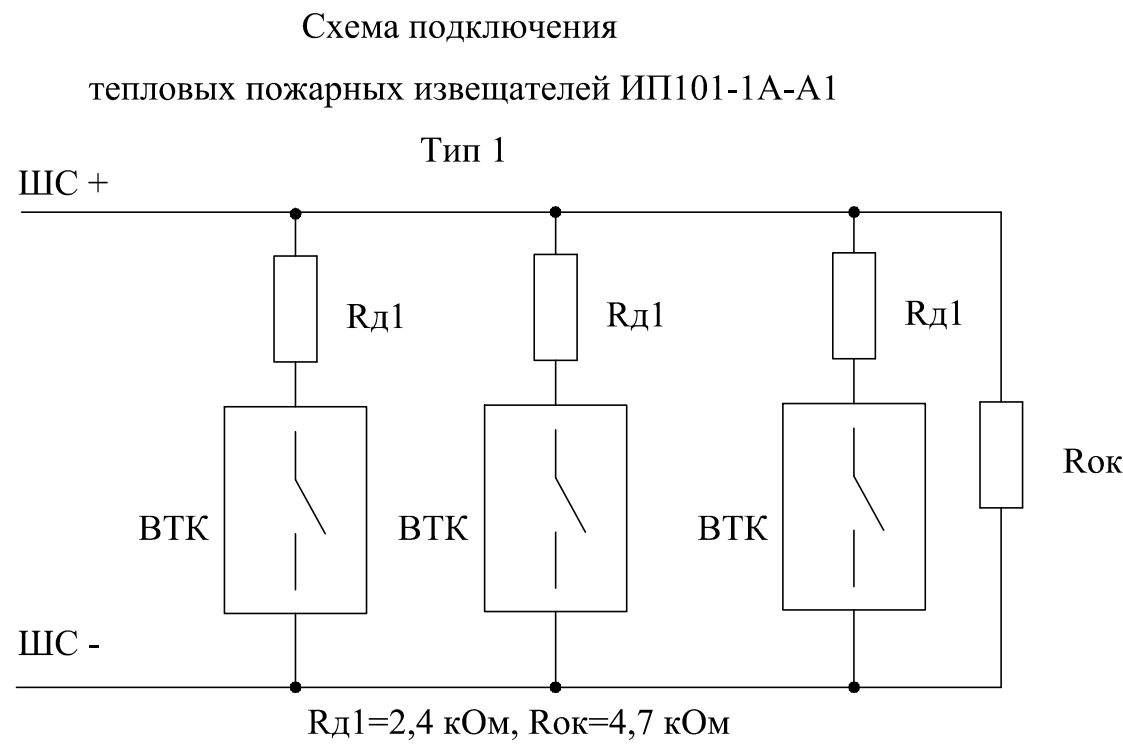 Схема подключения
тепловых пожарных извещателей ИП101-1А-А1
Тип 1
ШС +
Rд1
Rд1
Rд1
Rок
ВТК
ВТК
ВТК
ШС -
Rд1=2,4 кОм, Rок=4,7 кОм